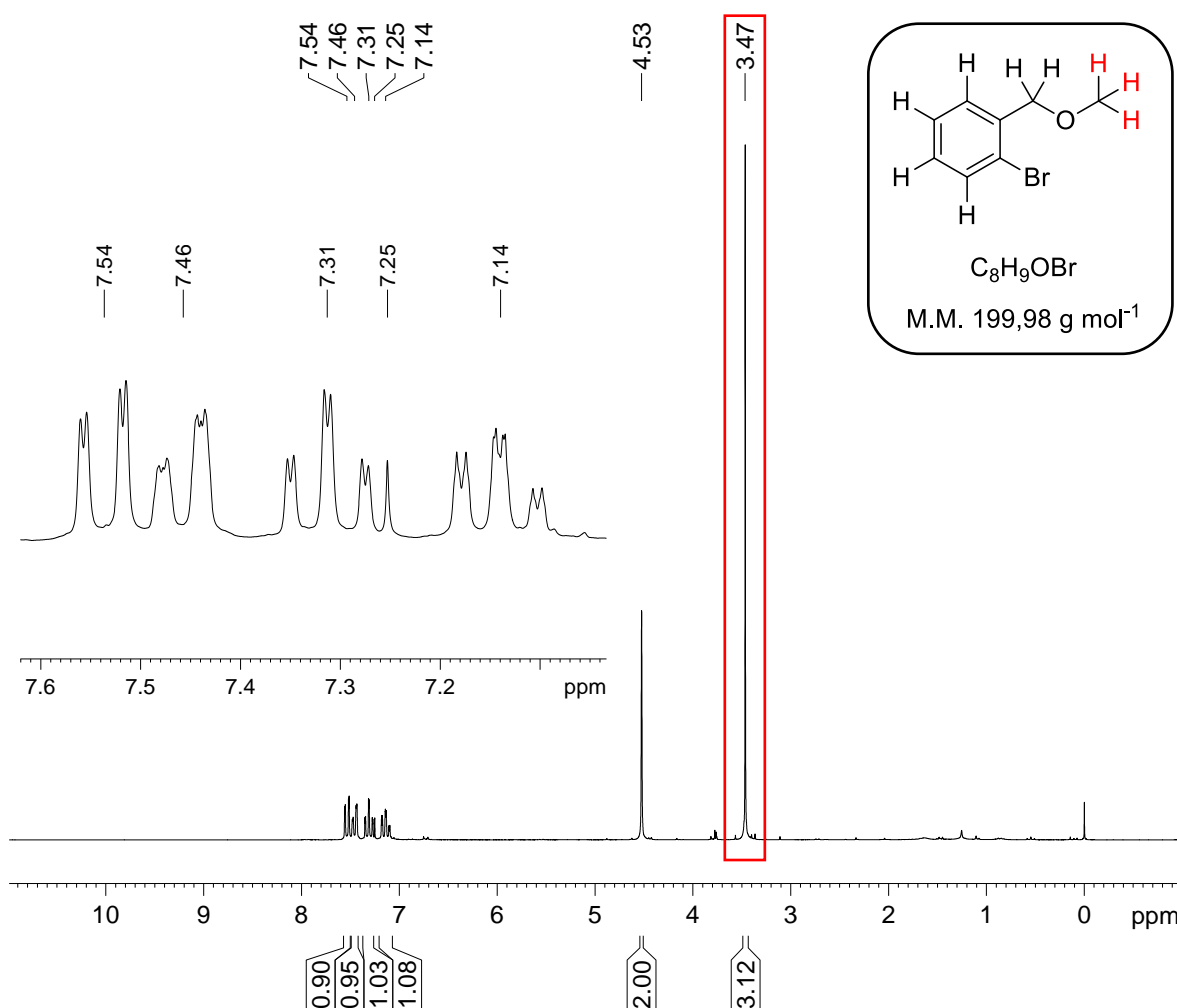 7.54
7.46
7.31
7.25
7.14
4.53
3.47
H
H
H
H
H
O
H
H
H
Br
H
C₈H₉OBr
M.M. 199,98 g mol⁻¹
7.54
7.46
7.31
7.25
7.14
7.6 7.5 7.4 7.3 7.2 ppm
10 9 8 7 6 5 4 3 2 1 0 ppm
0.90
0.95
1.03
1.08
2.00
3.12